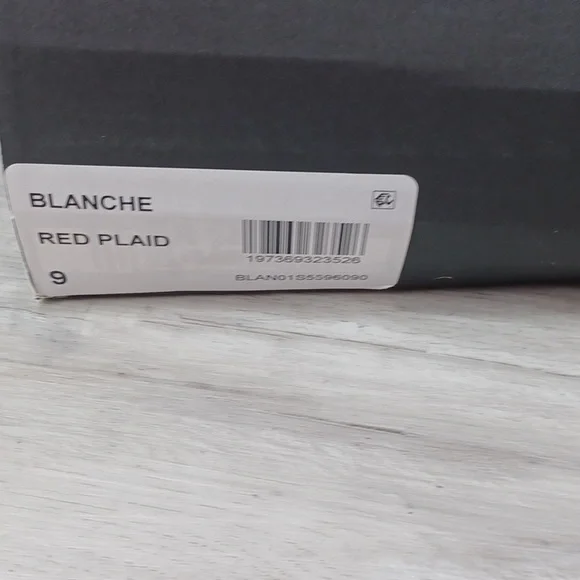 BLANCHE
RED PLAID
197369323526
9
BLAN01S5596090